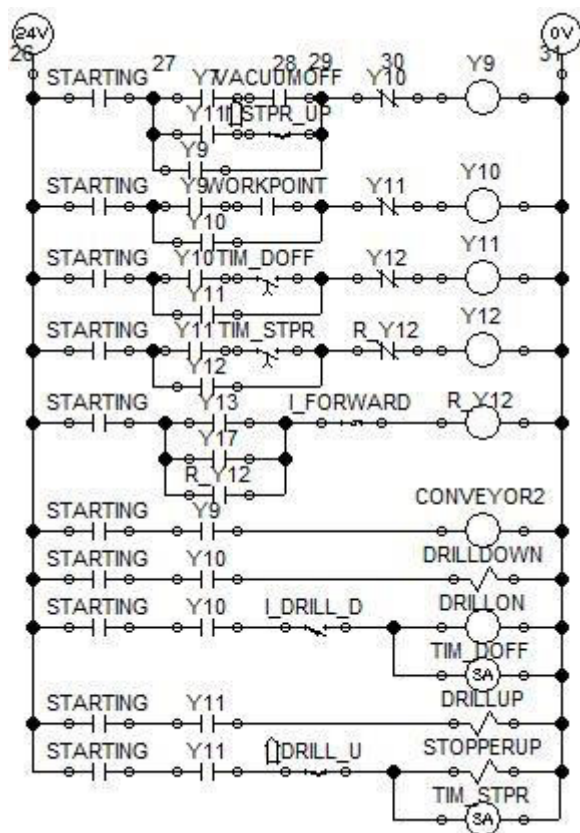 24V 0V
26 27 28 29 30 31
STARTING Y7 VACUUMOFF Y10 Y9
Y11 STPR_UP
Y9
STARTING Y9 WORKPOINT Y11 Y10
Y10
STARTING Y10 TIM_DOFF Y12 Y11
Y11
STARTING Y11 TIM_STPR R_Y12 Y12
Y12
STARTING Y13 I_FORWARD R_Y12
Y17
R_Y12
STARTING Y9 CONVEYOR2
STARTING Y10 DRILLDOWN
STARTING Y10 I_DRILL_D DRILLON
TIM_DOFF
SA
STARTING Y11 DRILLUP
STARTING Y11 DRILL_U STOPPERUP
TIM_STPR
SA